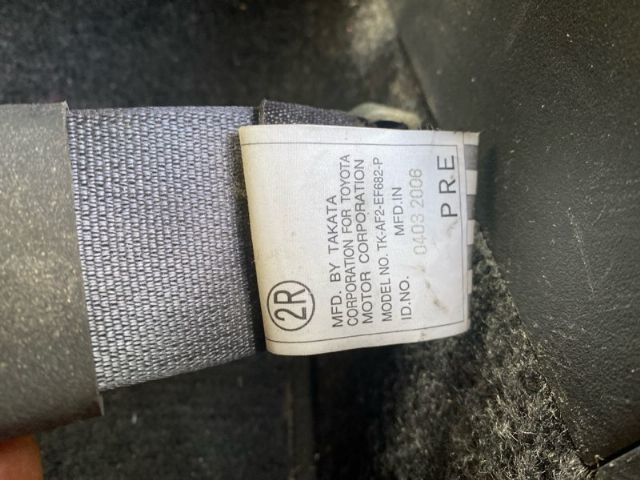 2R
MFD. BY TAKATA
CORPORATION FOR TOYOTA
MOTOR CORPORATION
MODEL NO. TK-AF2-EF682-P
MFD.IN
ID.NO. 0403 2006
PRE